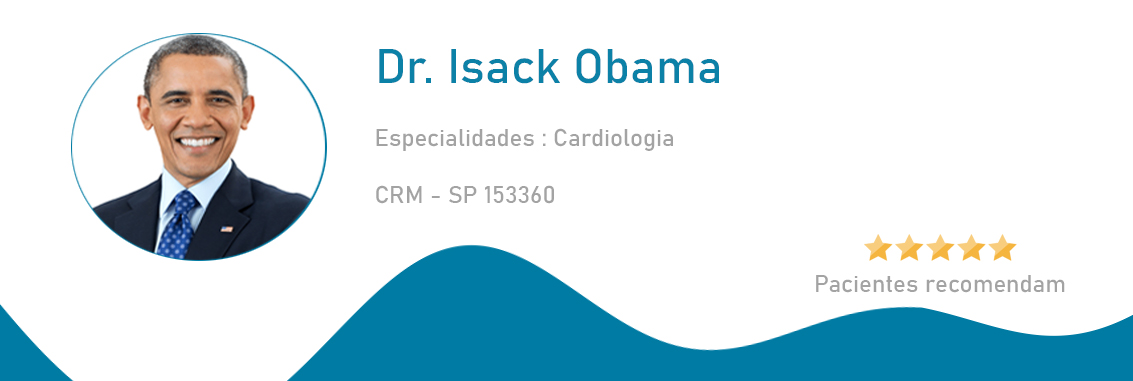 Dr. Isack Obama
Especialidades : Cardiologia
CRM - SP 153360
Pacientes recomendam